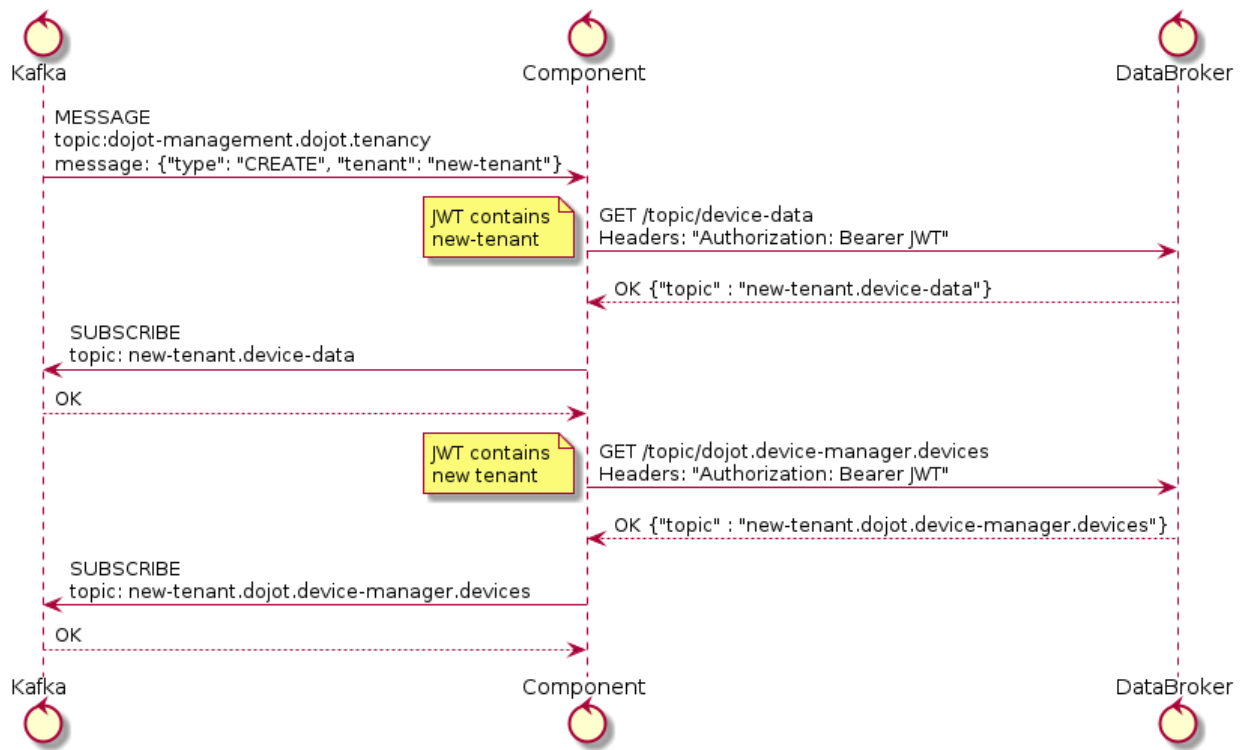 Kafka
Component
DataBroker
MESSAGE
topic:dojot-management.dojot.tenancy
message: {"type": "CREATE", "tenant": "new-tenant"}
JWT contains
new-tenant
GET /topic/device-data
Headers: "Authorization: Bearer JWT"
OK {"topic" : "new-tenant.device-data"}
SUBSCRIBE
topic: new-tenant.device-data
OK
JWT contains
new tenant
GET /topic/dojot.device-manager.devices
Headers: "Authorization: Bearer JWT"
OK {"topic" : "new-tenant.dojot.device-manager.devices"}
SUBSCRIBE
topic: new-tenant.dojot.device-manager.devices
OK
Kafka
Component
DataBroker